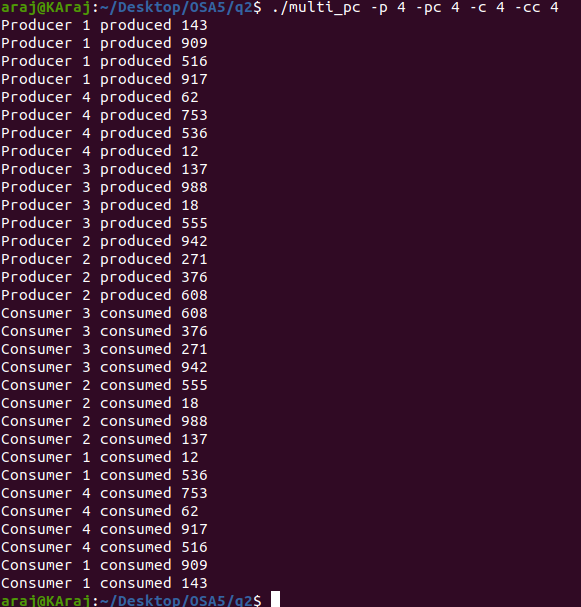 araj@KAraj:~/Desktop/OSA5/q2$ ./multi_pc -p 4 -pc 4 -c 4 -cc 4
Producer 1 produced 143
Producer 1 produced 909
Producer 1 produced 516
Producer 1 produced 917
Producer 4 produced 62
Producer 4 produced 753
Producer 4 produced 536
Producer 4 produced 12
Producer 3 produced 137
Producer 3 produced 988
Producer 3 produced 18
Producer 3 produced 555
Producer 2 produced 942
Producer 2 produced 271
Producer 2 produced 376
Producer 2 produced 608
Consumer 3 consumed 608
Consumer 3 consumed 376
Consumer 3 consumed 271
Consumer 3 consumed 942
Consumer 2 consumed 555
Consumer 2 consumed 18
Consumer 2 consumed 988
Consumer 2 consumed 137
Consumer 1 consumed 12
Consumer 1 consumed 536
Consumer 4 consumed 753
Consumer 4 consumed 62
Consumer 4 consumed 917
Consumer 4 consumed 516
Consumer 1 consumed 909
Consumer 1 consumed 143
araj@KAraj:~/Desktop/OSA5/q2$